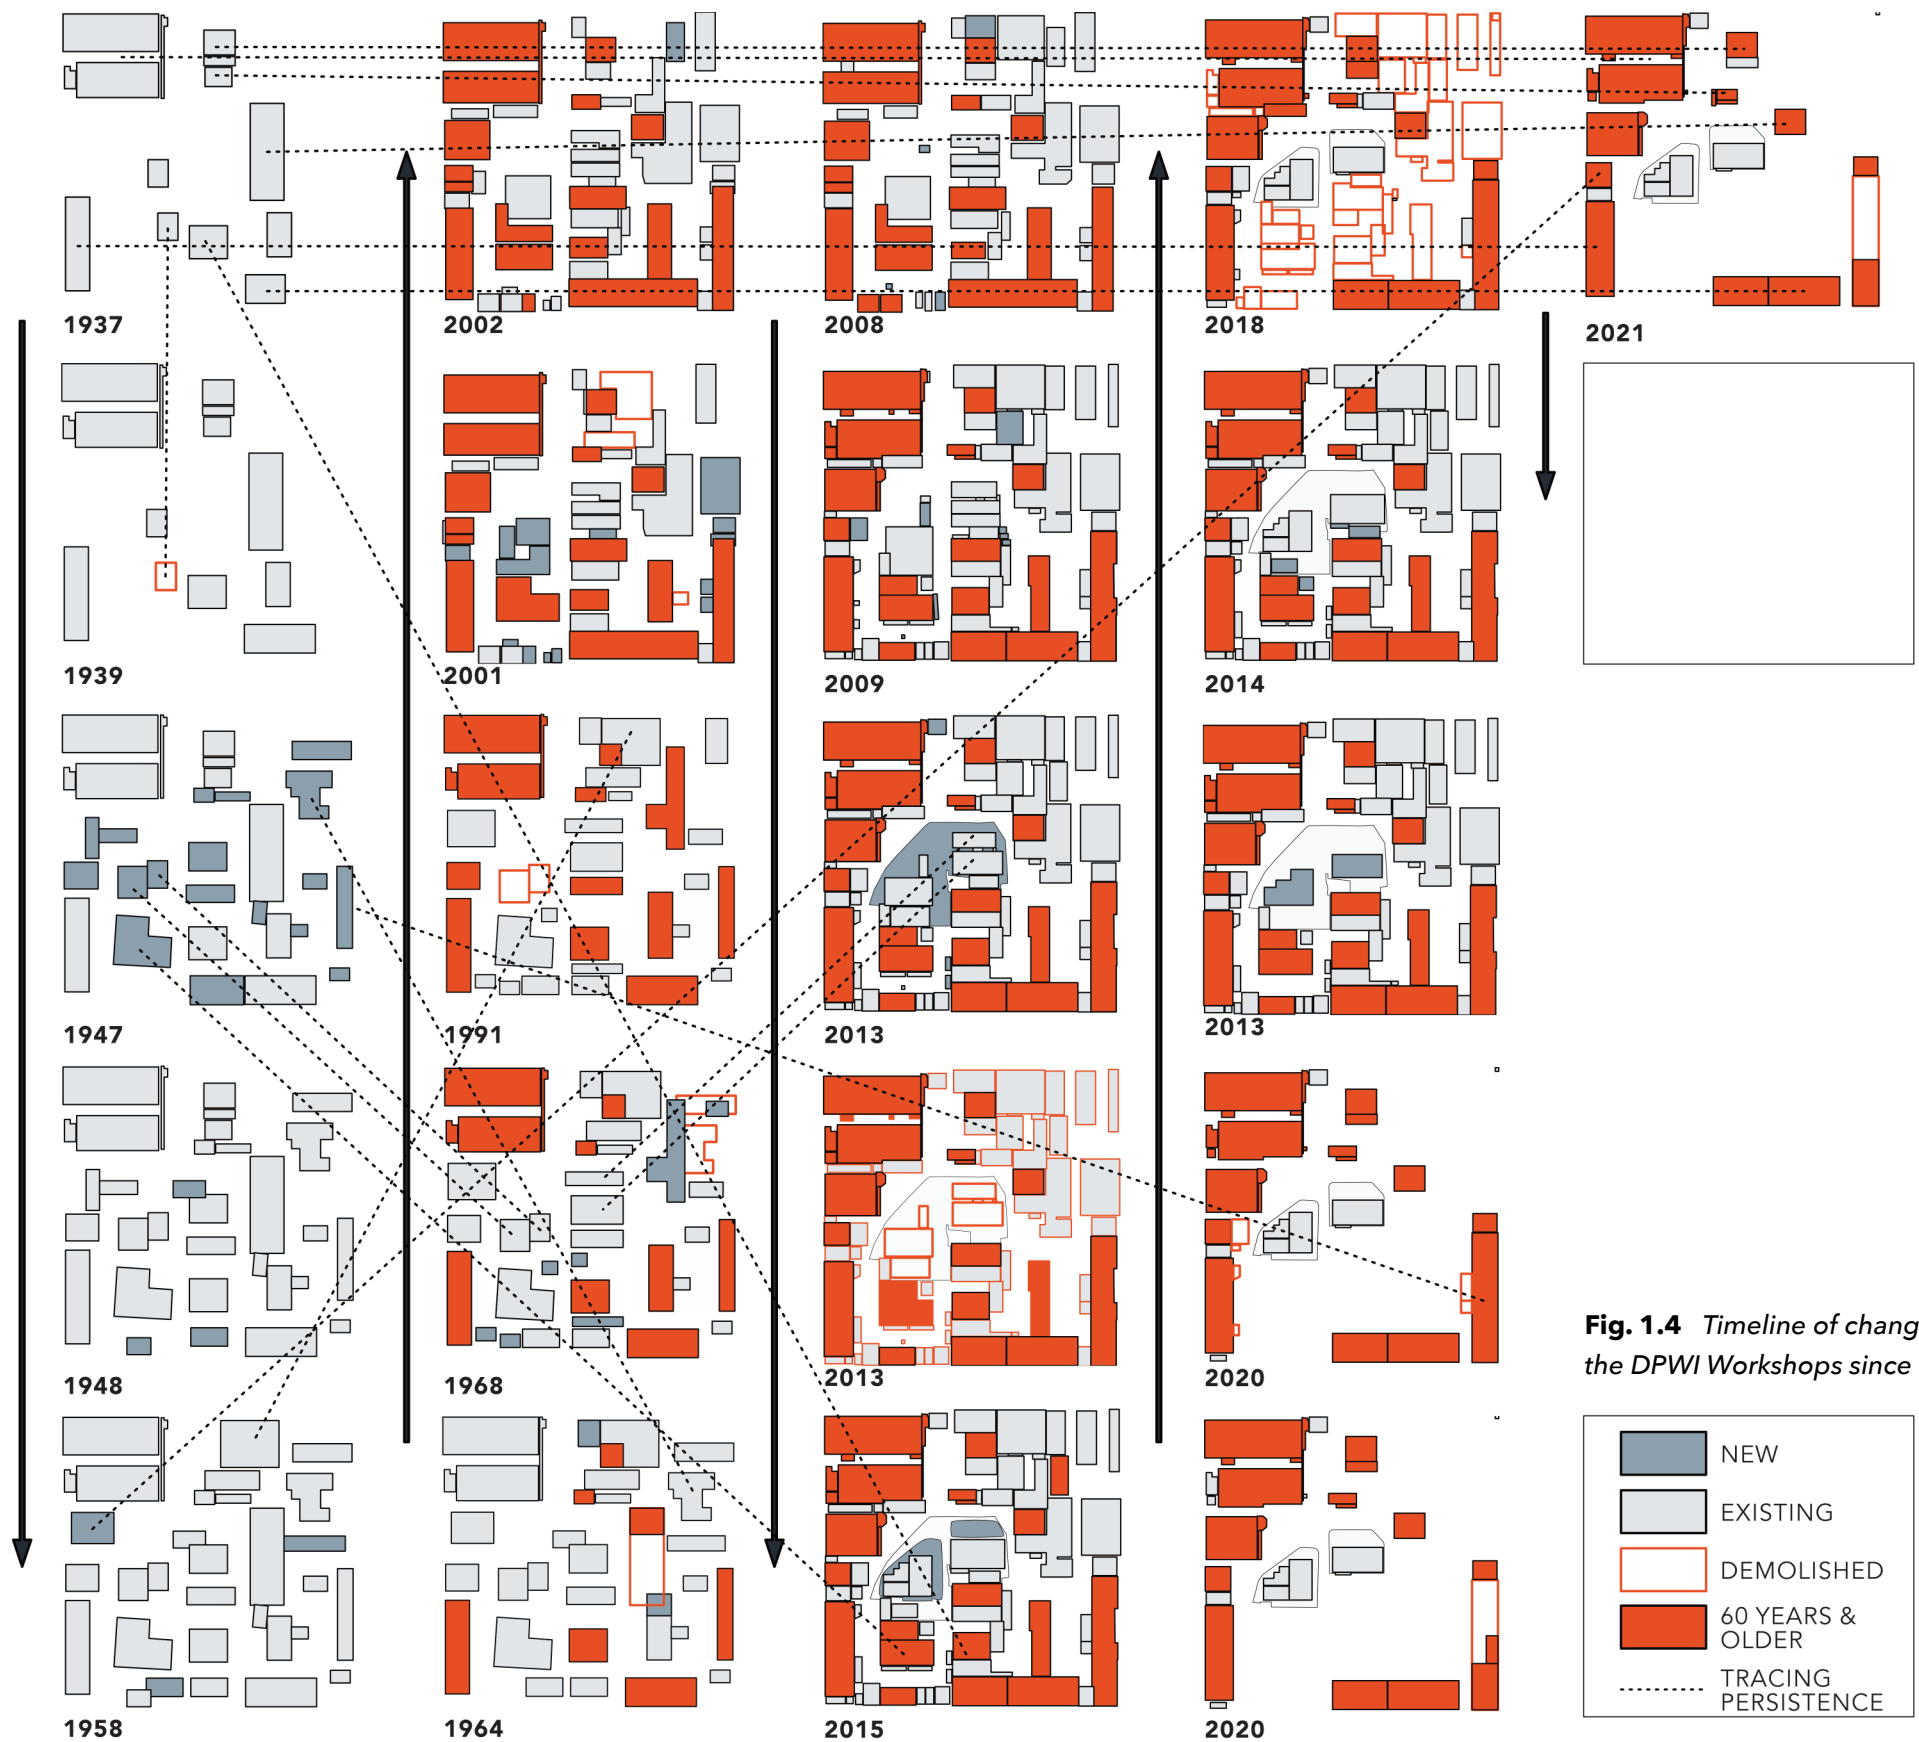 1937
2002
2008
2018
2021
1939
2001
2009
2014
1947
1991
2013
2013
1948
1968
2013
2020
1958
1964
2015
2020
Fig. 1.4 Timeline of chang
the DPWI Workshops since
NEW
EXISTING
DEMOLISHED
60 YEARS &
OLDER
TRACING
PERSISTENCE